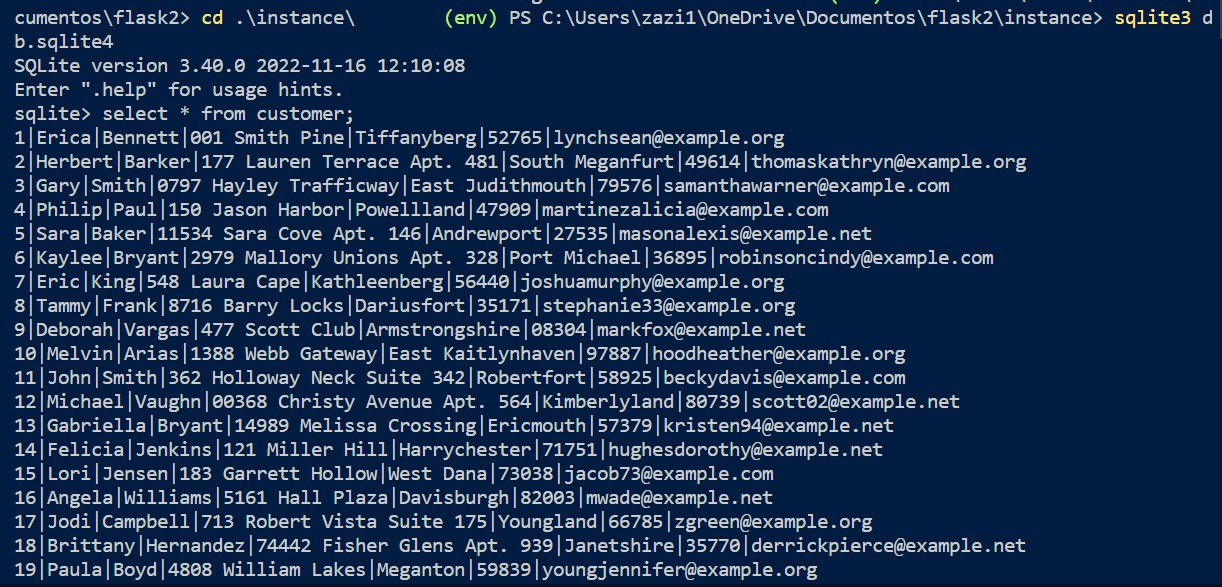 cumentos\flask2> cd .\instance\        (env) PS C:\Users\zazi1\OneDrive\Documentos\flask2\instance> sqlite3 d
b.sqlite4
SQLite version 3.40.0 2022-11-16 12:10:08
Enter ".help" for usage hints.
sqlite> select * from customer;
1|Erica|Bennett|001 Smith Pine|Tiffanyberg|52765|lynchsean@example.org
2|Herbert|Barker|177 Lauren Terrace Apt. 481|South Meganfurt|49614|thomaskathryn@example.org
3|Gary|Smith|0797 Hayley Trafficway|East Judithmouth|79576|samanthawarner@example.com
4|Philip|Paul|150 Jason Harbor|Powellland|47909|martinezalicia@example.com
5|Sara|Baker|11534 Sara Cove Apt. 146|Andrewport|27535|masonalexis@example.net
6|Kaylee|Bryant|2979 Mallory Unions Apt. 328|Port Michael|36895|robinsoncindy@example.com
7|Eric|King|548 Laura Cape|Kathleenberg|56440|joshuamurphy@example.org
8|Tammy|Frank|8716 Barry Locks|Dariusfort|35171|stephanie33@example.org
9|Deborah|Vargas|477 Scott Club|Armstrongshire|08304|markfox@example.net
10|Melvin|Arias|1388 Webb Gateway|East Kaitlynhaven|97887|hoodheather@example.org
11|John|Smith|362 Holloway Neck Suite 342|Robertfort|58925|beckydavis@example.com
12|Michael|Vaughn|00368 Christy Avenue Apt. 564|Kimberlyland|80739|scott02@example.net
13|Gabriella|Bryant|14989 Melissa Crossing|Ericmouth|57379|kristen94@example.net
14|Felicia|Jenkins|121 Miller Hill|Harrychester|71751|hughesdorothy@example.net
15|Lori|Jensen|183 Garrett Hollow|West Dana|73038|jacob73@example.com
16|Angela|Williams|5161 Hall Plaza|Davisburgh|82003|mwade@example.net
17|Jodi|Campbell|713 Robert Vista Suite 175|Youngland|66785|zgreen@example.org
18|Brittany|Hernandez|74442 Fisher Glens Apt. 939|Janetshire|35770|derrickpierce@example.net
19|Paula|Boyd|4808 William Lakes|Meganton|59839|youngjennifer@example.org